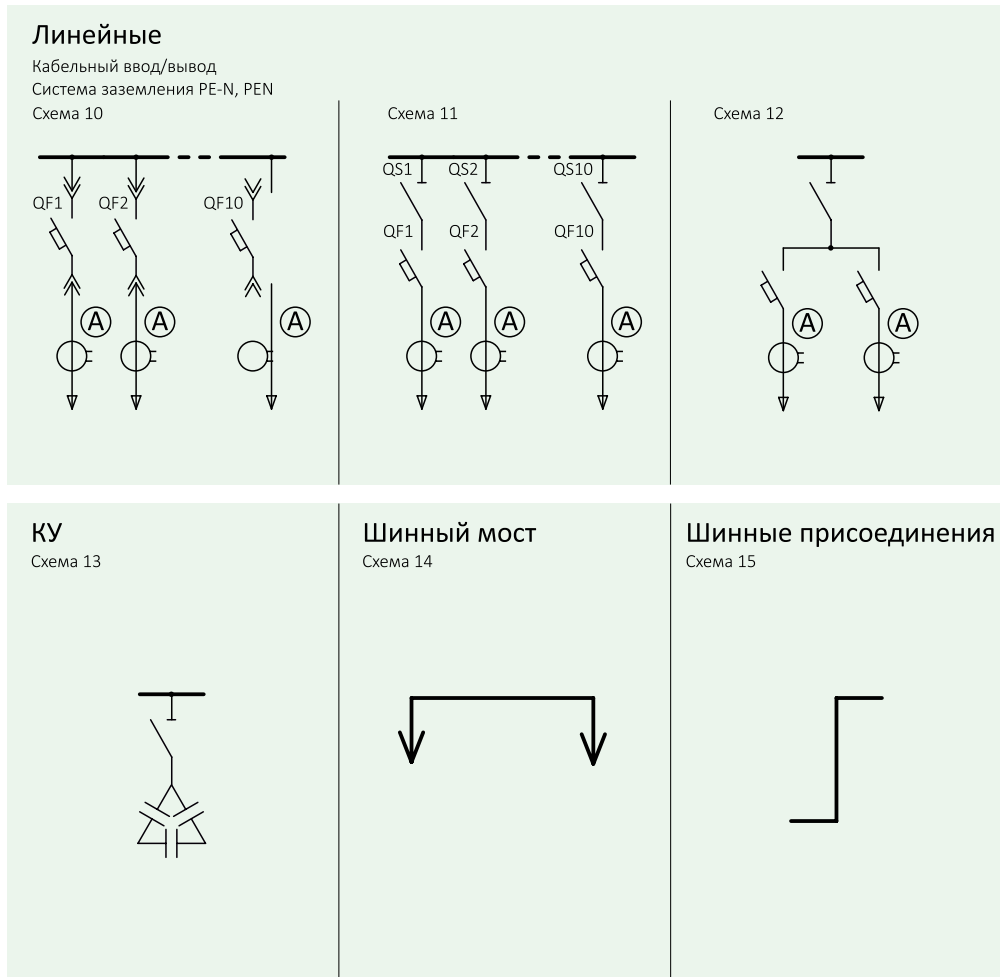 Линейные
Кабельный ввод/вывод
Система заземления PE-N, PEN
Схема 10
QF1 QF2 QF10
A A A
Схема 11
QS1 QS2 QS10
QF1 QF2 QF10
A A A
Схема 12
A A
КУ
Схема 13
Шинный мост
Схема 14
Шинные присоединения
Схема 15